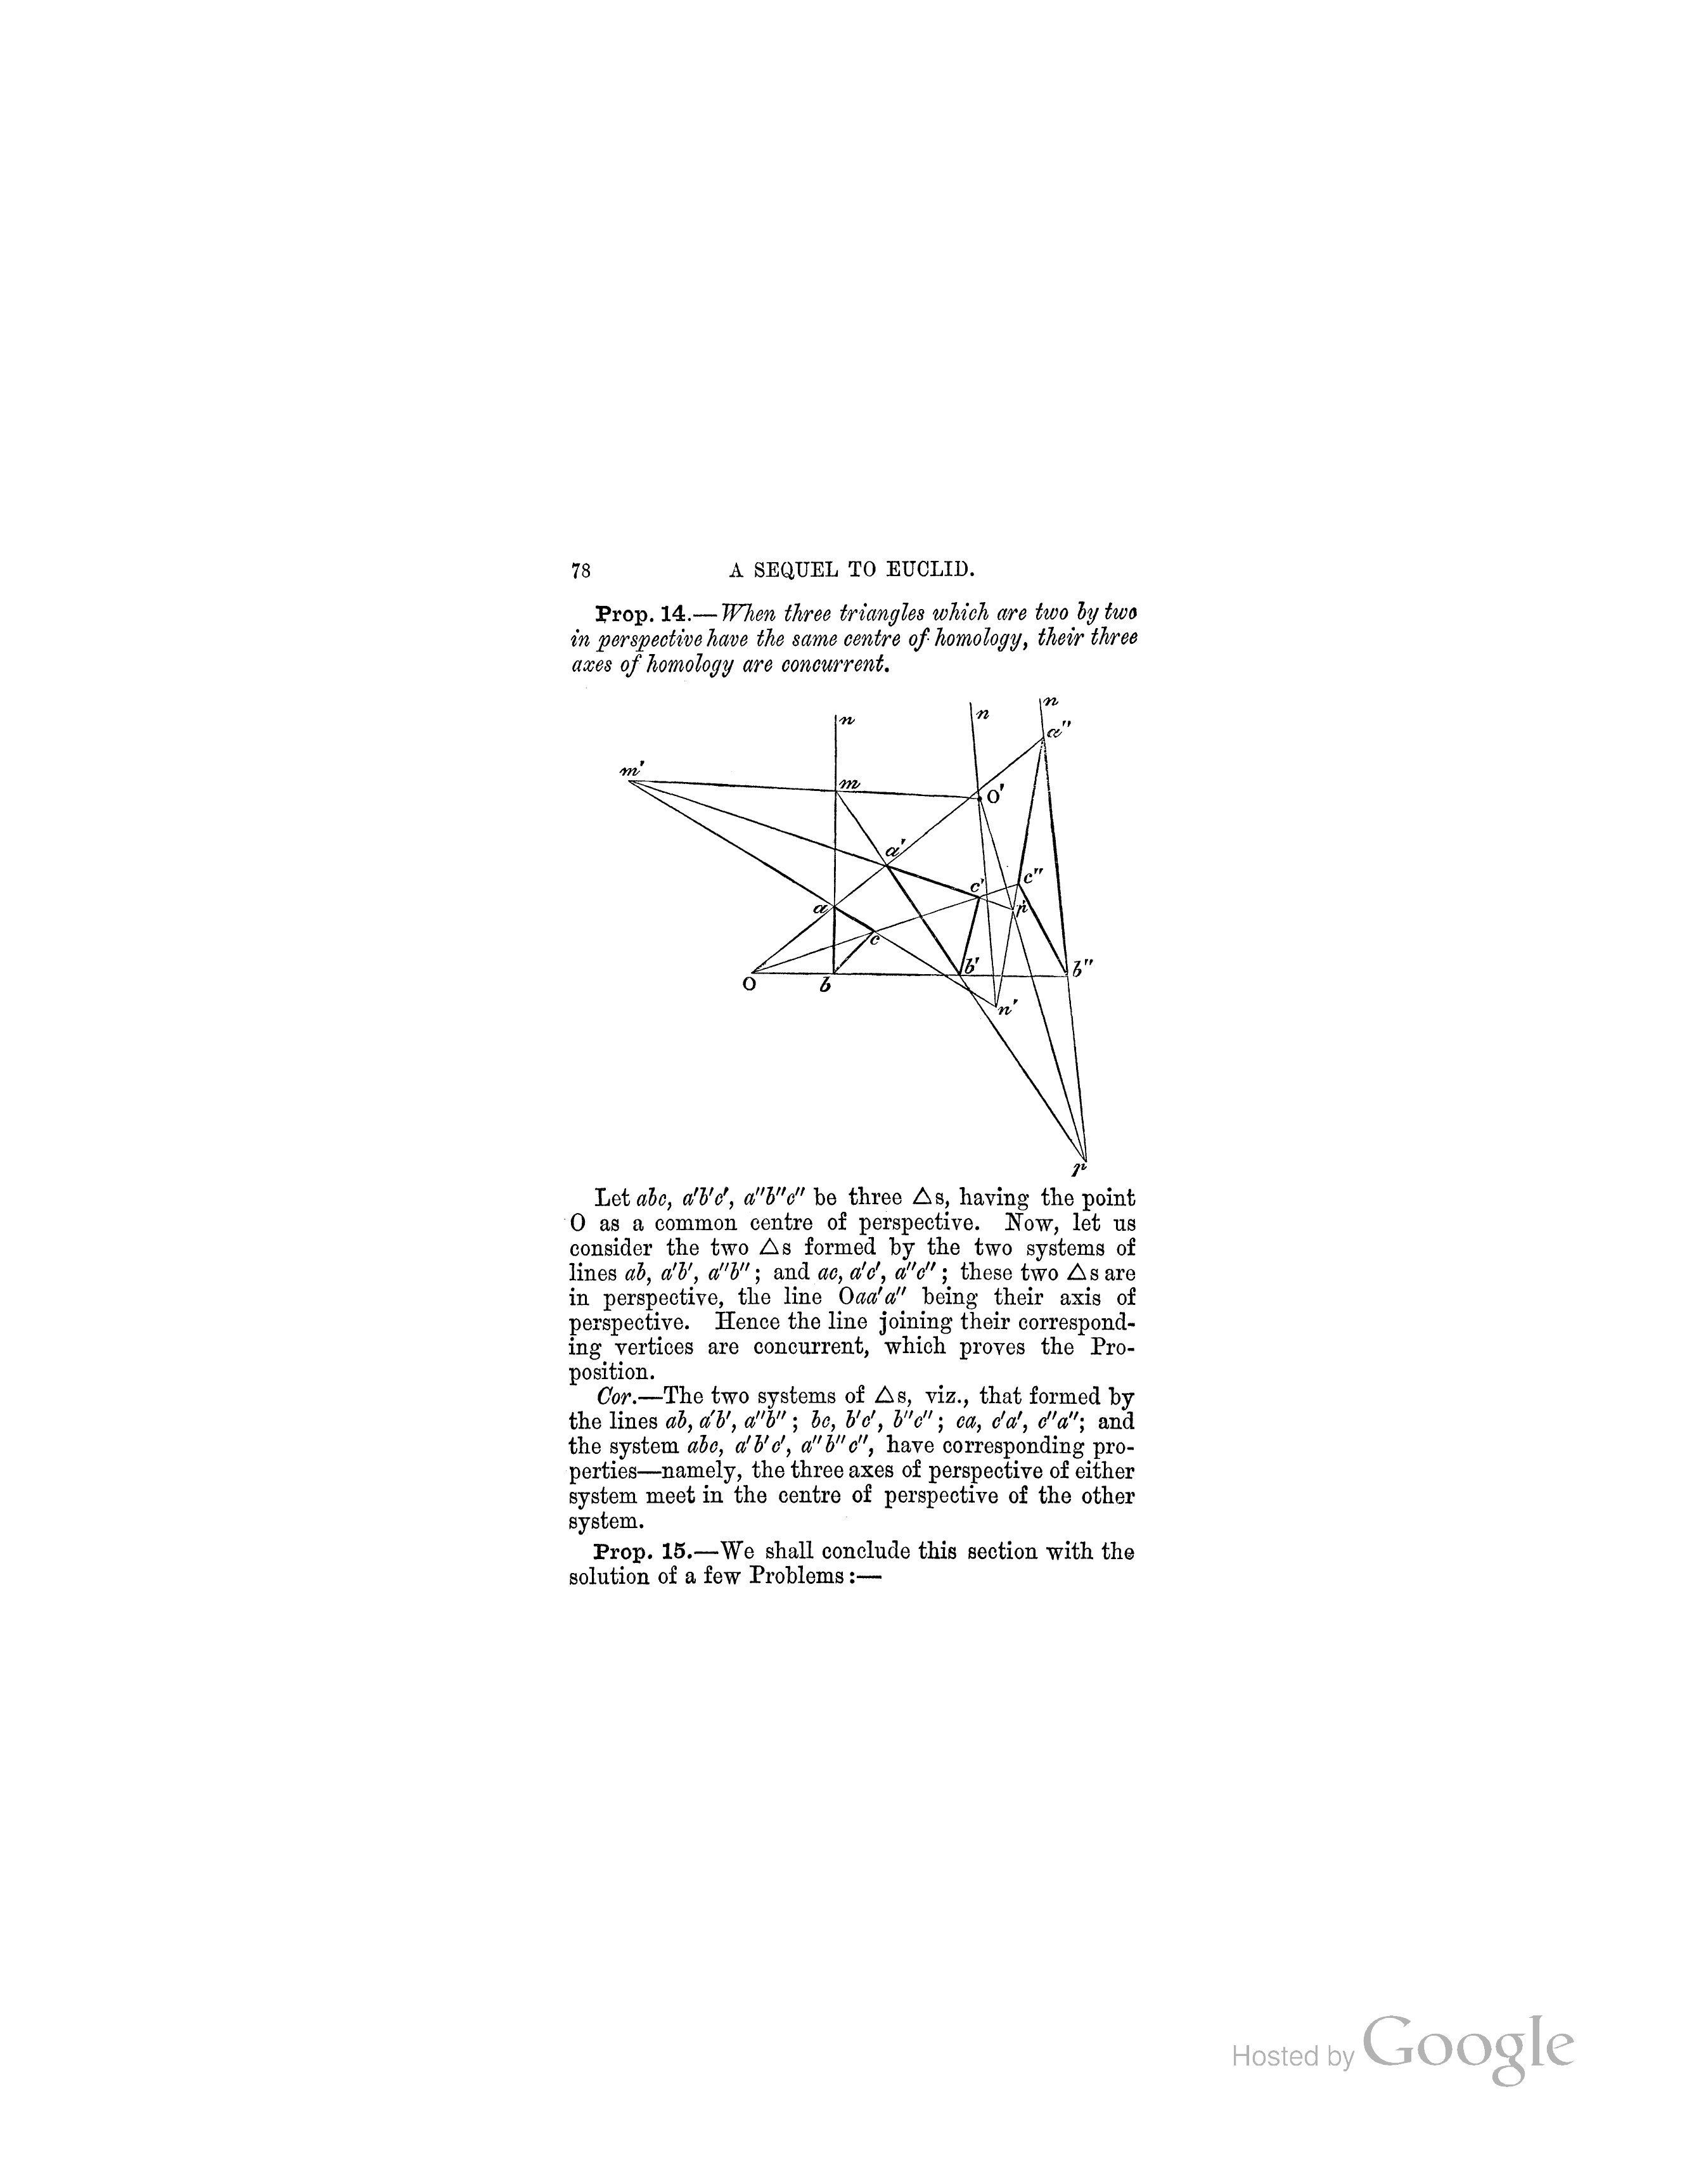 78 A SEQUEL TO EUCLID.
Prop. 14.—When three triangles which are two by two
in perspective have the same centre of homology, their three
axes of homology are concurrent.
n
n
n
a″
m′
m
O′
a′
c′
c″
p′
a
c
O
b
b′
b″
n′
p
Let abc, a′b′c′, a″b″c″ be three △s, having the point
O as a common centre of perspective. Now, let us
consider the two △s formed by the two systems of
lines ab, a′b′, a″b″; and ac, a′c′, a″c″; these two △s are
in perspective, the line Oaa′a″ being their axis of
perspective. Hence the line joining their correspond-
ing vertices are concurrent, which proves the Pro-
position.
Cor.—The two systems of △s, viz., that formed by
the lines ab, a′b′, a″b″; bc, b′c′, b″c″; ca, c′a′, c″a″; and
the system abc, a′b′c′, a″b″c″, have corresponding pro-
perties—namely, the three axes of perspective of either
system meet in the centre of perspective of the other
system.
Prop. 15.—We shall conclude this section with the
solution of a few Problems:—
Hosted by Google